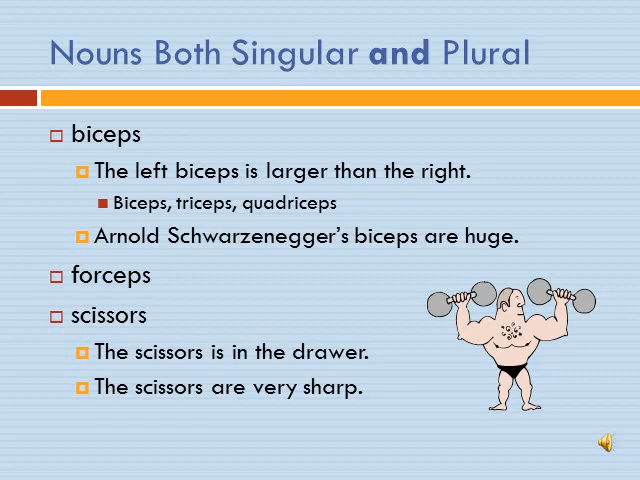 Nouns Both Singular and Plural
biceps
The left biceps is larger than the right.
Biceps, triceps, quadriceps
Arnold Schwarzenegger’s biceps are huge.
forceps
scissors
The scissors is in the drawer.
The scissors are very sharp.